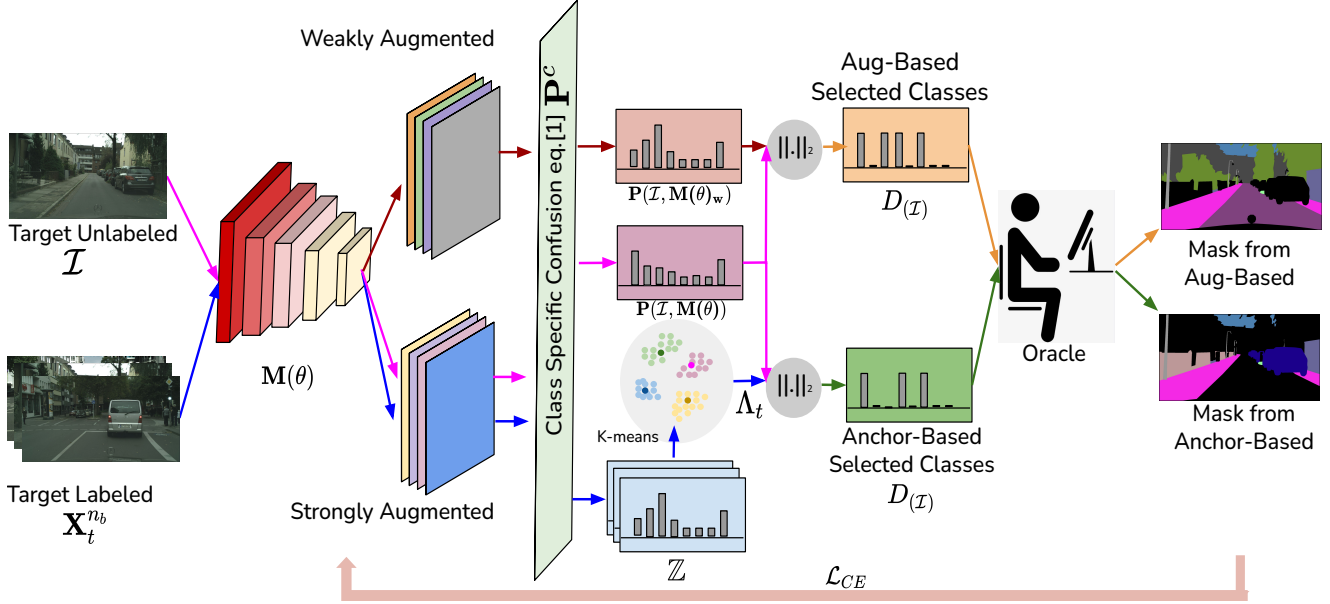 Weakly Augmented
Target Unlabeled
𝓘
M(θ)
Target Labeled
X_t^{n_b}
Strongly Augmented
Class Specific Confusion eq.[1] P^c
P(𝓘, M(θ)_w)
P(𝓘, M(θ))
K-means
ℤ
||.||₂
Λ_t
||.||₂
Aug-Based
Selected Classes
D_(𝓘)
Anchor-Based
Selected Classes
D_(𝓘)
Oracle
Mask from
Aug-Based
Mask from
Anchor-Based
𝓛_CE